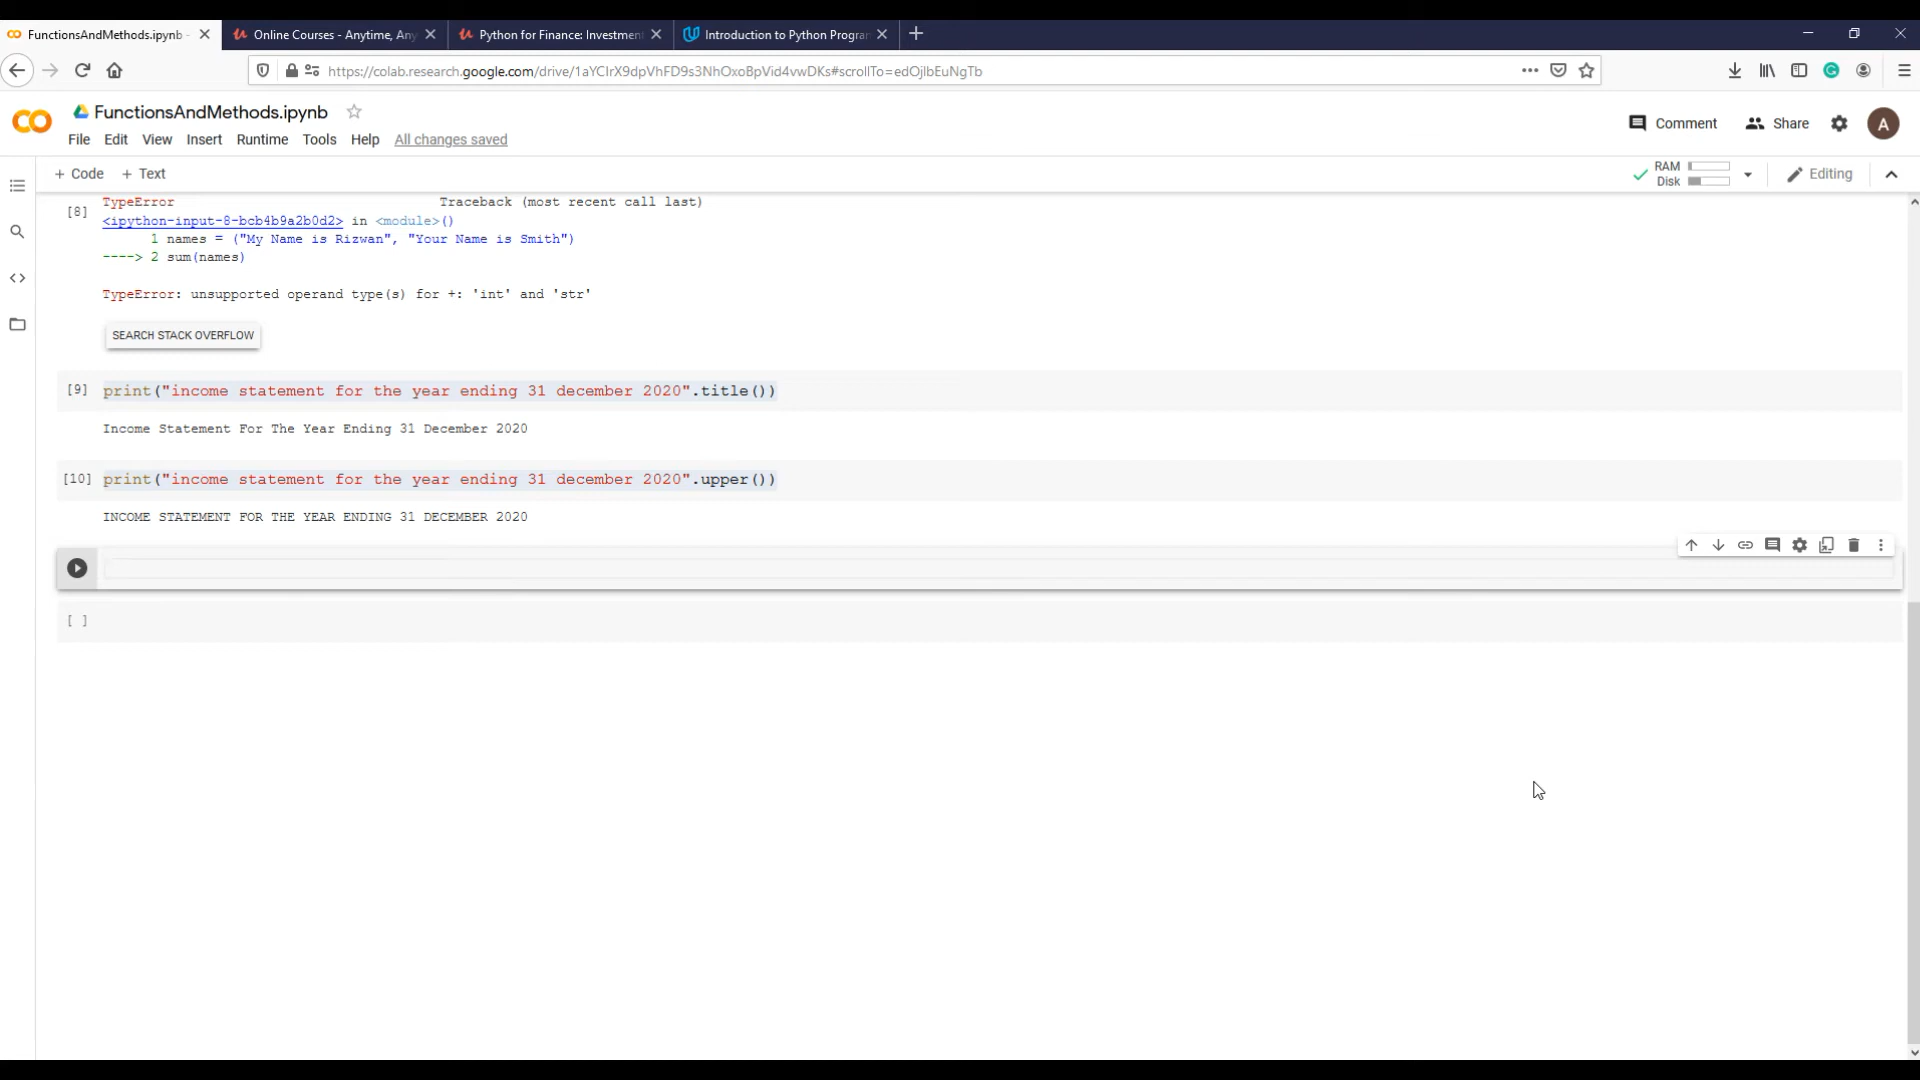 FunctionsAndMethods.ipynb -
Online Courses - Anytime, Any
Python for Finance: Investment
Introduction to Python Progra
https://colab.research.google.com/drive/1aYCIrX9dpVhFD9s3NhOxoBpVid4vwDKs#scrollTo=edOjlbEuNgTb
FunctionsAndMethods.ipynb
Comment
Share
A
File Edit View Insert Runtime Tools Help All changes saved
+ Code + Text
RAM
Disk
Editing
TypeError Traceback (most recent call last)
[8]
<ipython-input-8-bcb4b9a2b0d2> in <module>()
1 names = ("My Name is Rizwan", "Your Name is Smith")
----> 2 sum(names)
TypeError: unsupported operand type(s) for +: 'int' and 'str'
SEARCH STACK OVERFLOW
[9] print("income statement for the year ending 31 december 2020".title())
Income Statement For The Year Ending 31 December 2020
[10] print("income statement for the year ending 31 december 2020".upper())
INCOME STATEMENT FOR THE YEAR ENDING 31 DECEMBER 2020
[ ]